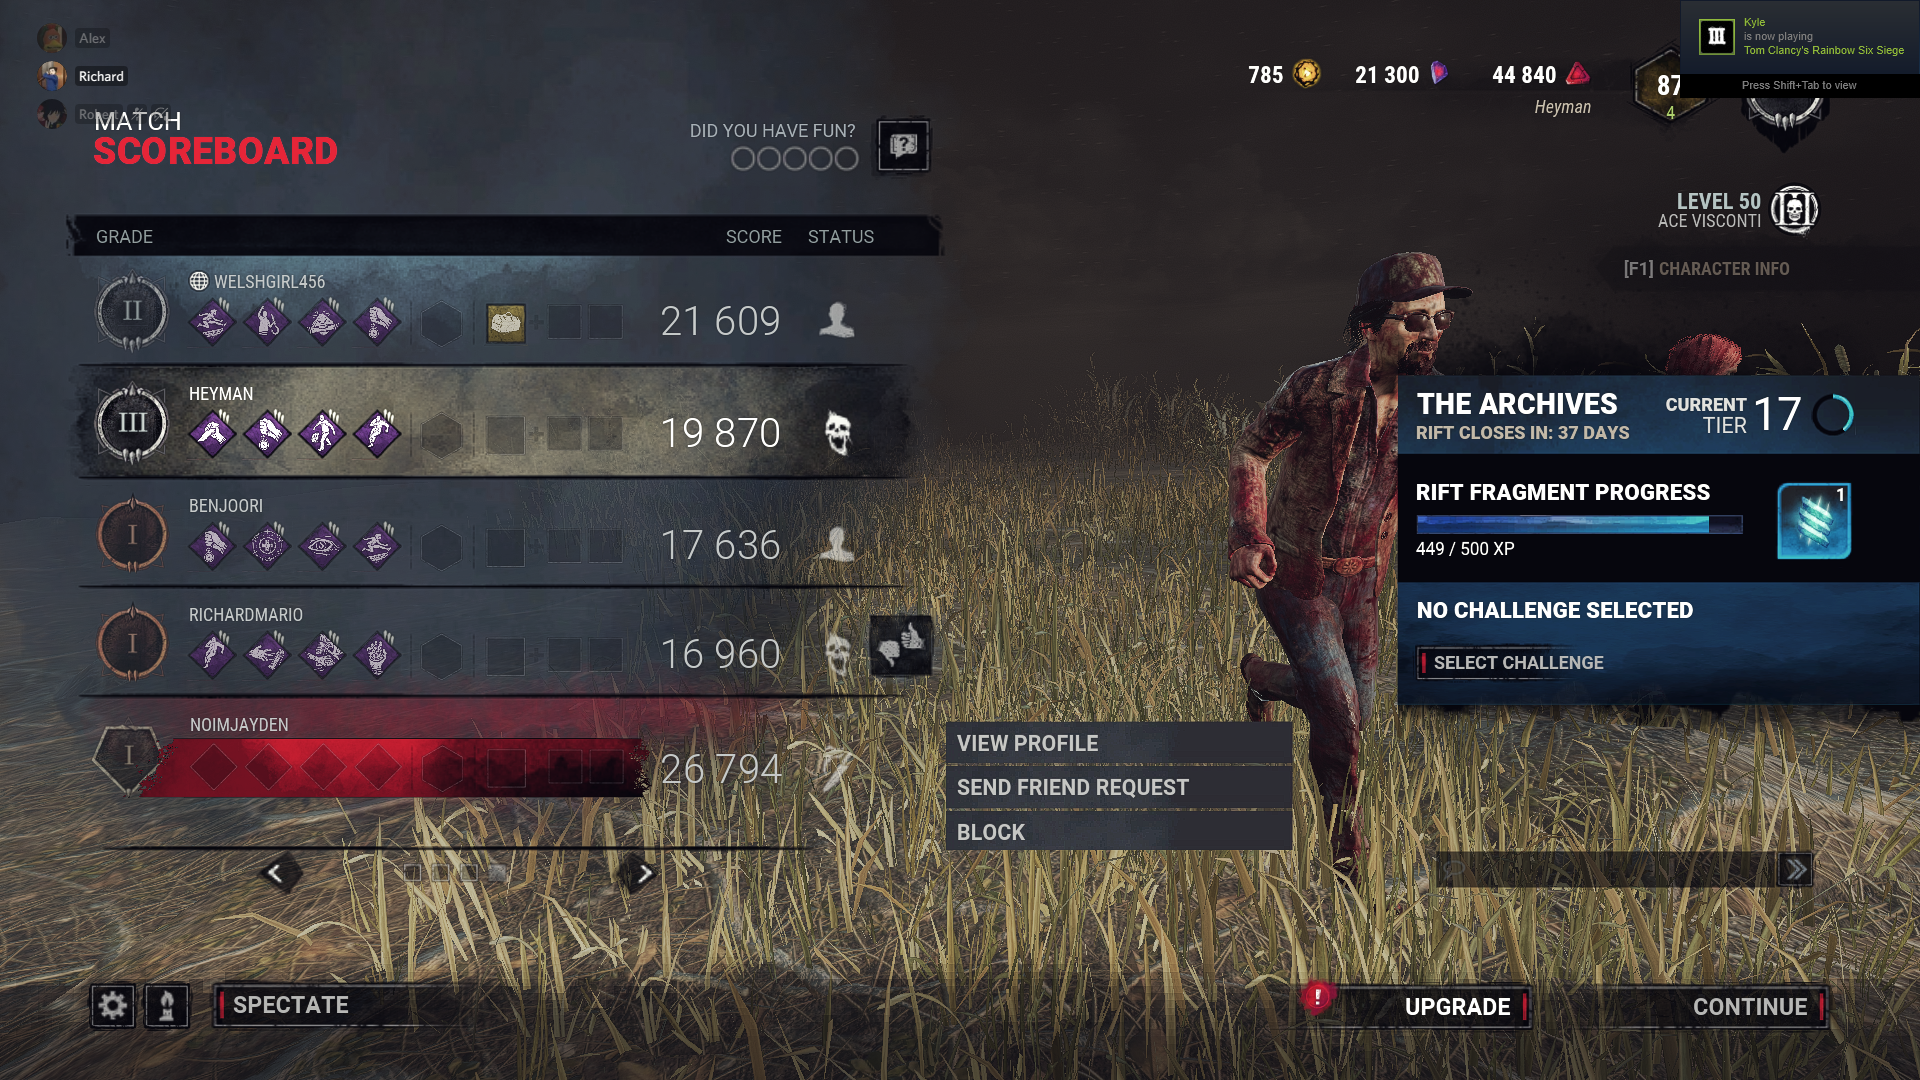 Alex
Richard
Robert
MATCH
SCOREBOARD
DID YOU HAVE FUN?
785
21 300
44 840
Heyman
87
4
Kyle
is now playing
Tom Clancy's Rainbow Six Siege
Press Shift+Tab to view
LEVEL 50
ACE VISCONTI
[F1] CHARACTER INFO
GRADE
SCORE
STATUS
II
WELSHGIRL456
21 609
III
HEYMAN
19 870
I
BENJOORI
17 636
I
RICHARDMARIO
16 960
I
NOIMJAYDEN
26 794
VIEW PROFILE
SEND FRIEND REQUEST
BLOCK
THE ARCHIVES
RIFT CLOSES IN: 37 DAYS
CURRENT
TIER
17
RIFT FRAGMENT PROGRESS
1
449 / 500 XP
NO CHALLENGE SELECTED
SELECT CHALLENGE
SPECTATE
UPGRADE
CONTINUE